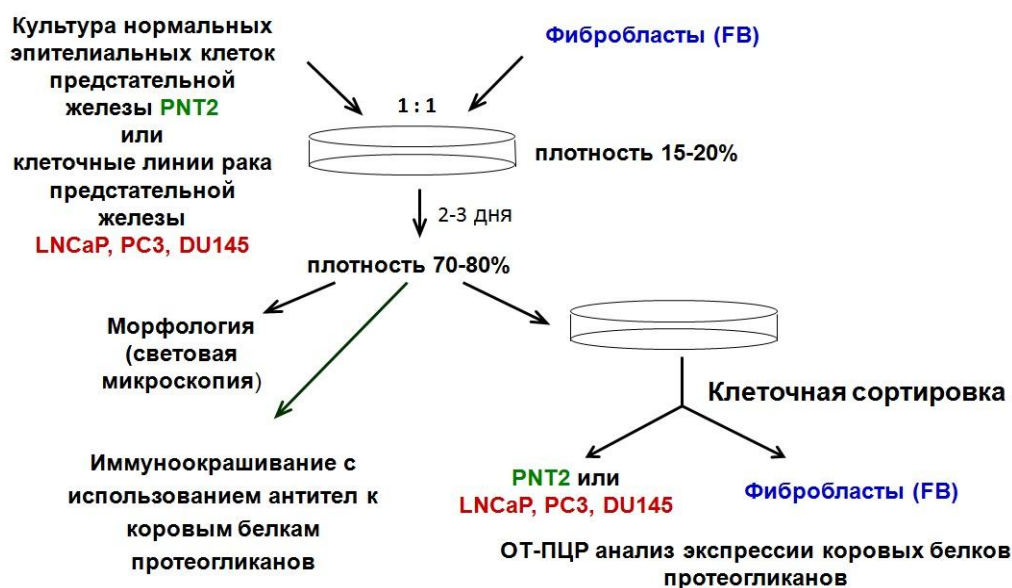 Культура нормальных
эпителиальных клеток
предстательной
железы PNT2
или
клеточные линии рака
предстательной
железы
LNCaP, PC3, DU145
Фибробласты (FB)
1 : 1
плотность 15-20%
2-3 дня
плотность 70-80%
Морфология
(световая
микроскопия)
Клеточная сортировка
Иммуноокрашивание с
использованием антител к
коровым белкам
протеогликанов
PNT2 или
LNCaP, PC3, DU145
Фибробласты (FB)
ОТ-ПЦР анализ экспрессии коровых белков
протеогликанов